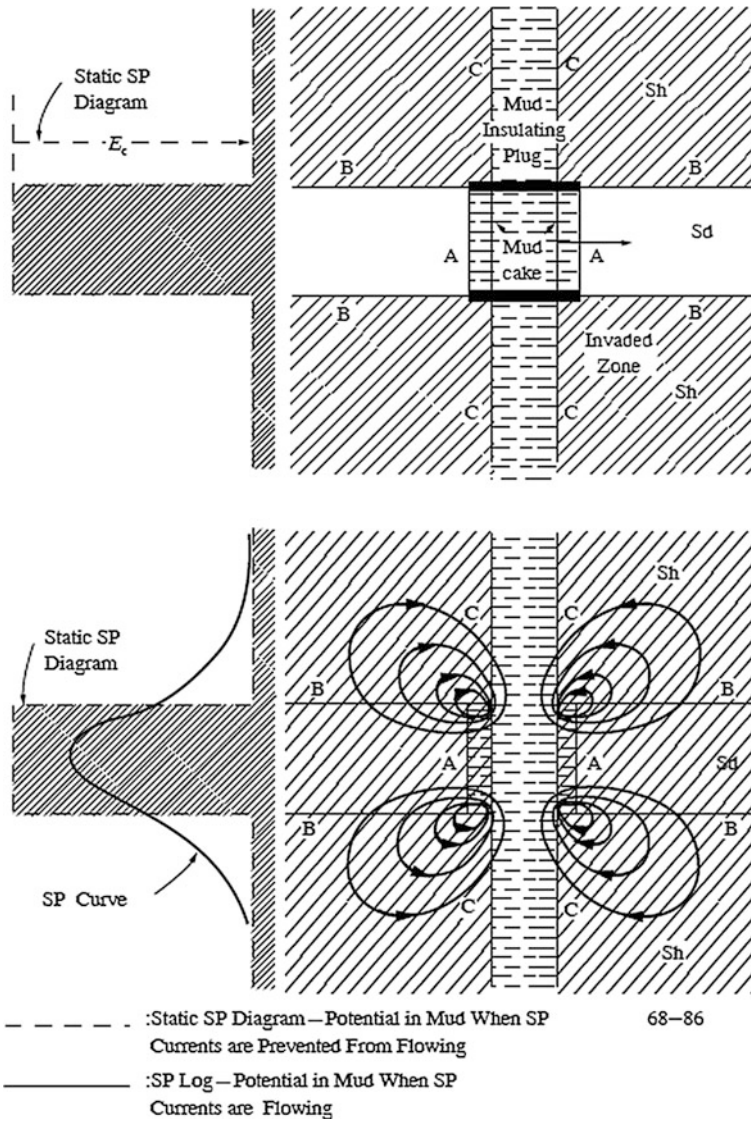 Static SP
Diagram
E_c
C
C
Mud
Insulating
Plug
Sh
B
B
A
Mud
cake
A
Sd
B
B
Invaded
Zone
Sh
C
C
Static SP
Diagram
SP Curve
Sh
C
C
B
B
A
A
Sd
B
B
C
C
Sh
:Static SP Diagram—Potential in Mud When SP
Currents are Prevented From Flowing
68—86
:SP Log—Potential in Mud When SP
Currents are Flowing